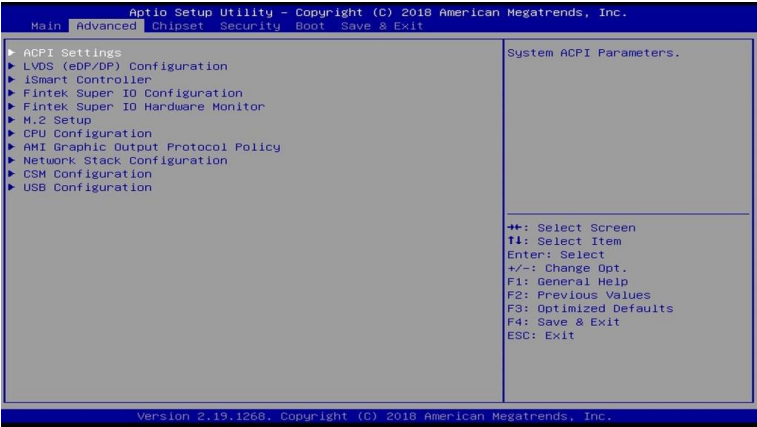 Aptio Setup Utility – Copyright (C) 2018 American Megatrends, Inc.
Main Advanced Chipset Security Boot Save & Exit
▶ ACPI Settings
▶ LVDS (eDP/DP) Configuration
▶ iSmart Controller
▶ Fintek Super IO Configuration
▶ Fintek Super IO Hardware Monitor
▶ M.2 Setup
▶ CPU Configuration
▶ AMI Graphic Output Protocol Policy
▶ Network Stack Configuration
▶ CSM Configuration
▶ USB Configuration
System ACPI Parameters.
→←: Select Screen
↑↓: Select Item
Enter: Select
+/-: Change Opt.
F1: General Help
F2: Previous Values
F3: Optimized Defaults
F4: Save & Exit
ESC: Exit
Version 2.19.1268. Copyright (C) 2018 American Megatrends, Inc.